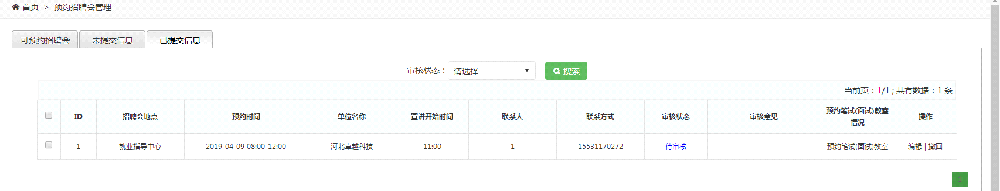 首页 > 预约招聘会管理
可预约招聘会 未提交信息 已提交信息
审核状态： 请选择 搜索
当前页：1/1 ; 共有数据：1 条
ID 招聘会地点 预约时间 单位名称 宣讲开始时间 联系人 联系方式 审核状态 审核意见 预约笔试(面试)教室
情况 操作
1 就业指导中心 2019-04-09 08:00-12:00 河北卓越科技 11:00 1 15531170272 待审核 预约笔试(面试)教室 编辑 | 撤回
1